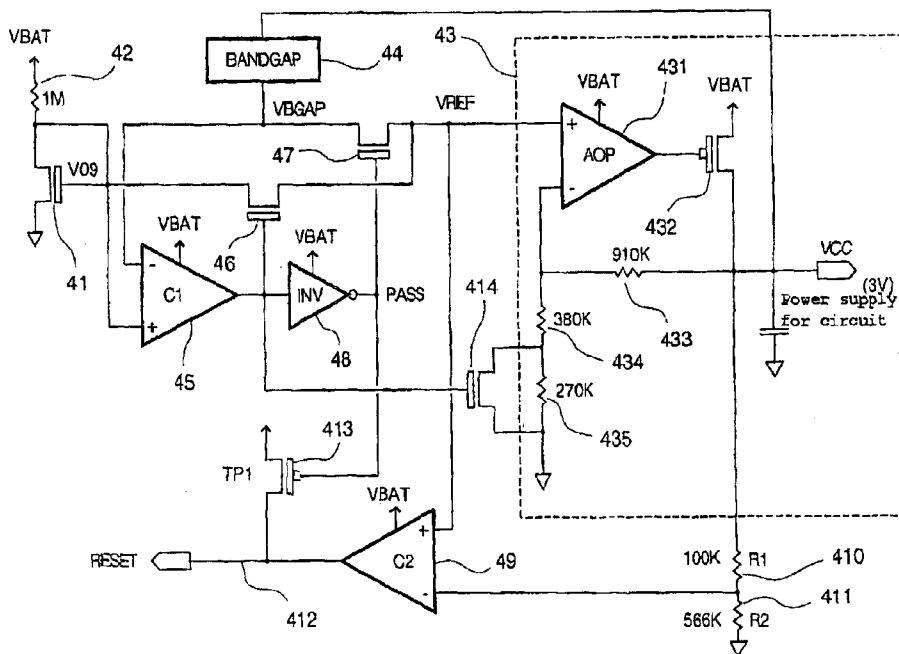 43
VBAT
42
BANDGAP
44
1M
VBGAP
VREF
VBAT
431
VBAT
AOP
+
-
47
V09
432
41
VBAT
46
VBAT
910K
VCC
(3V)
Power supply
for circuit
-
C1
+
INV
PASS
414
433
45
48
380K
434
270K
435
413
TP1
VBAT
+
C2
-
49
RESET
412
100K
R1
410
411
566K
R2